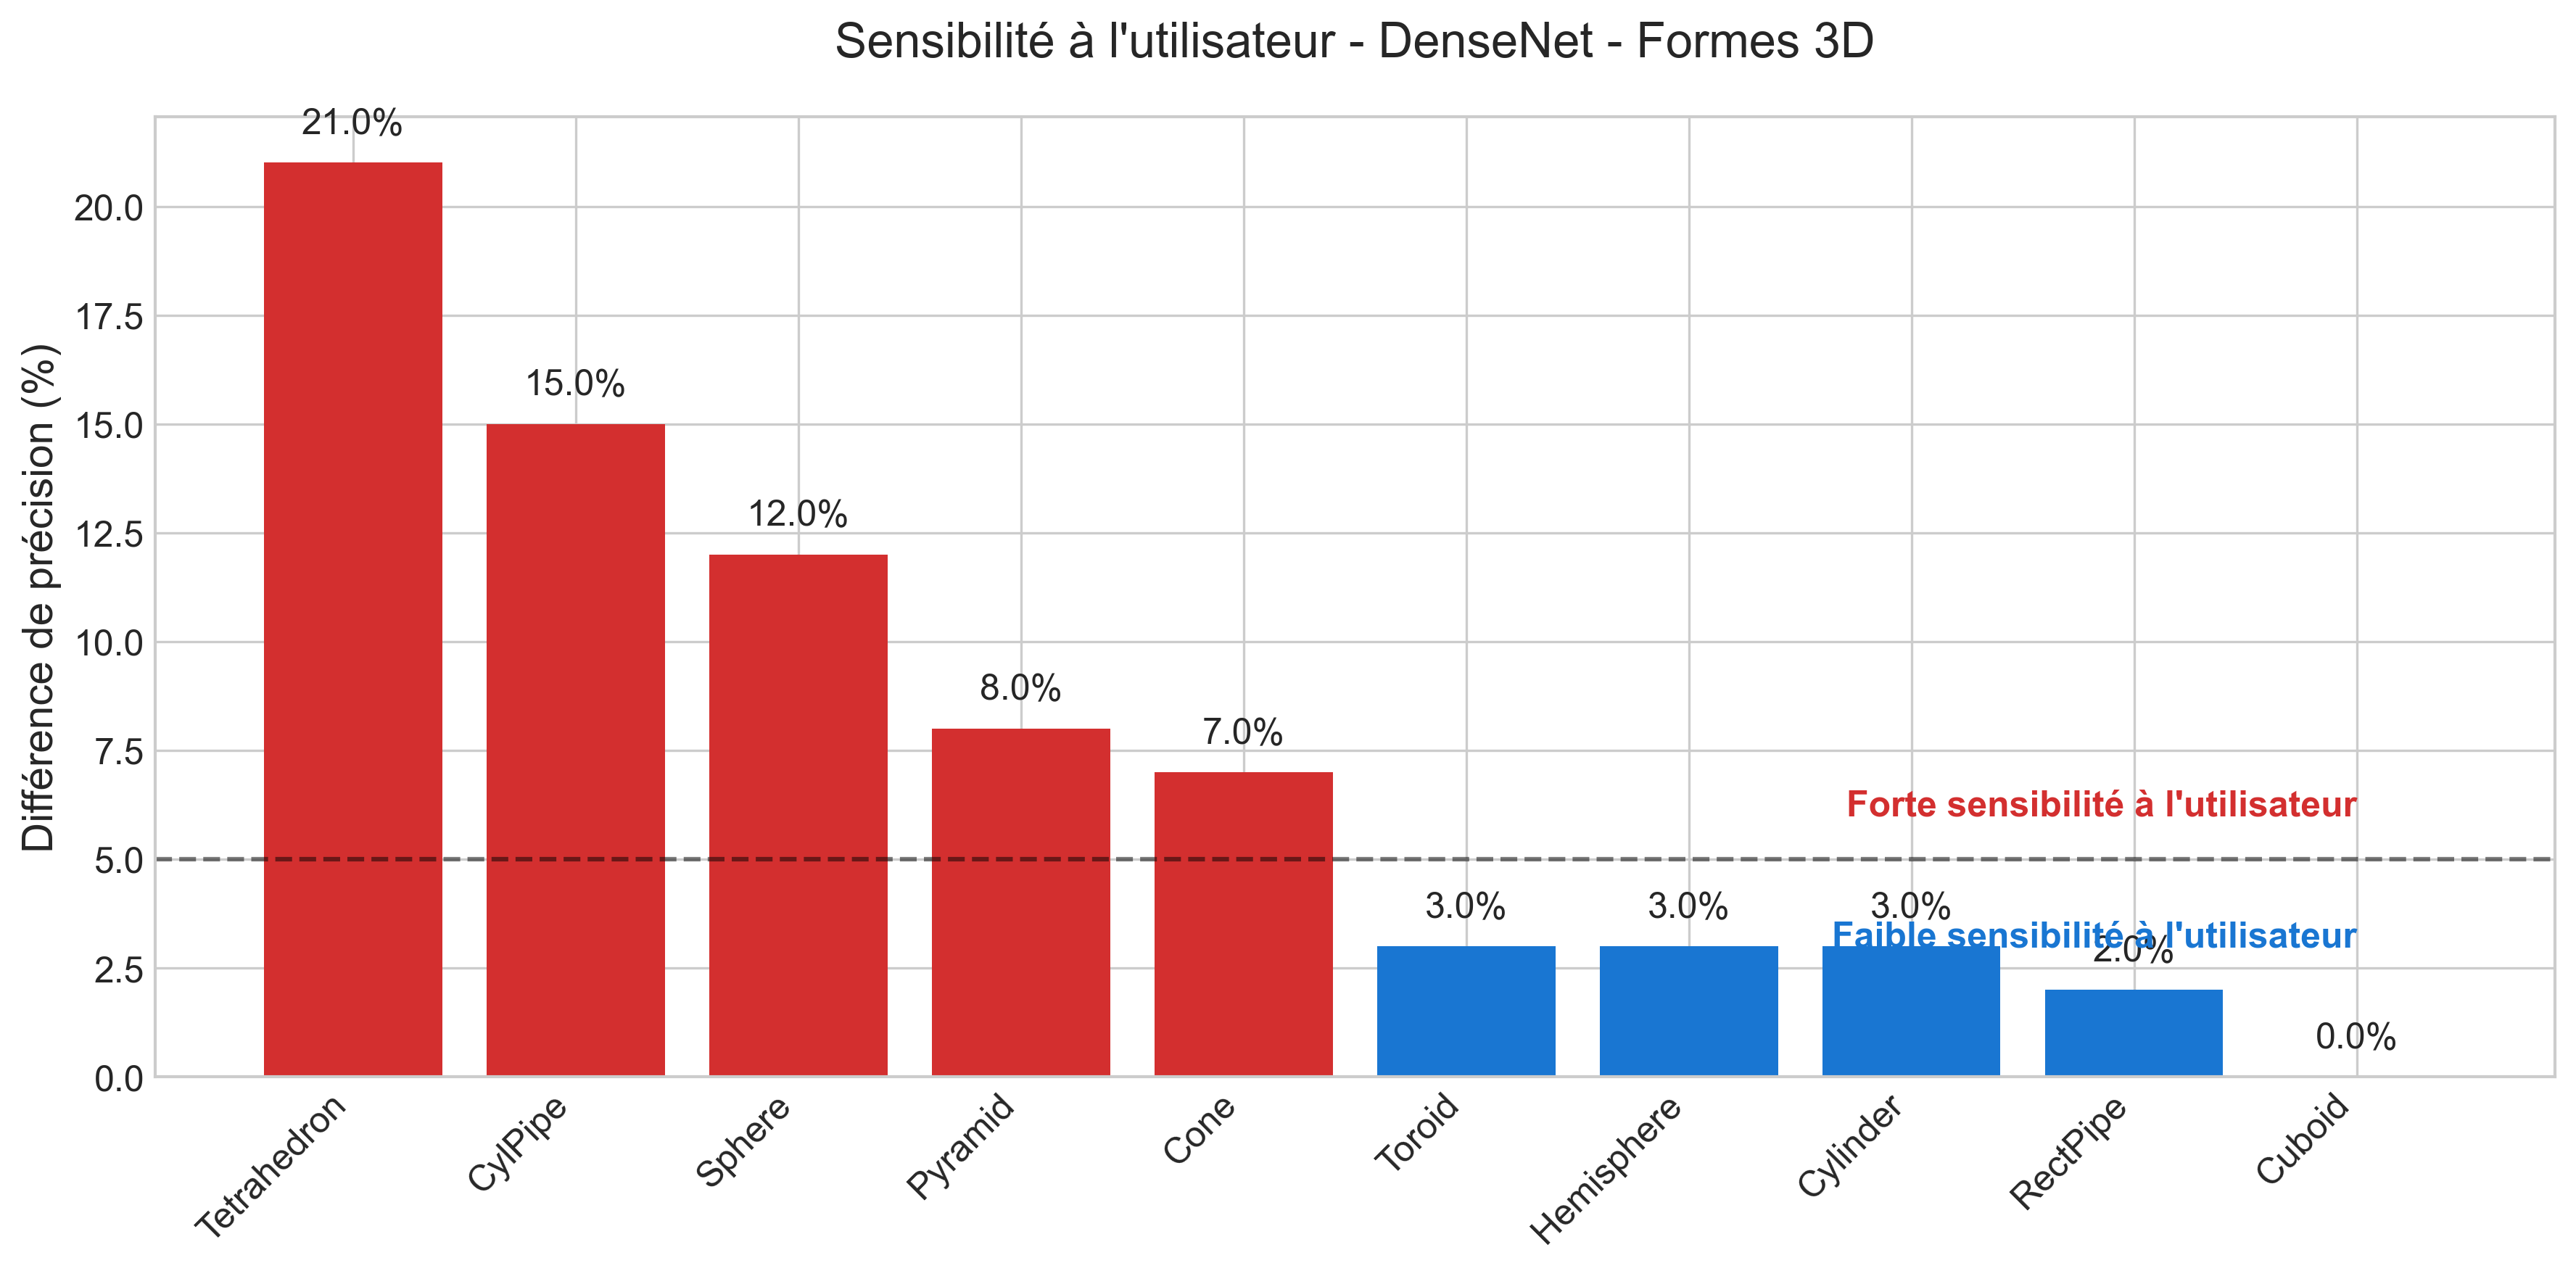 Sensibilité à l'utilisateur - DenseNet - Formes 3D
Différence de précision (%)
20.0
17.5
15.0
12.5
10.0
7.5
5.0
2.5
0.0
21.0%
15.0%
12.0%
8.0%
7.0%
3.0%
3.0%
3.0%
2.0%
0.0%
Forte sensibilité à l'utilisateur
Faible sensibilité à l'utilisateur
Tetrahedron
CylPipe
Sphere
Pyramid
Cone
Toroid
Hemisphere
Cylinder
RectPipe
Cuboid